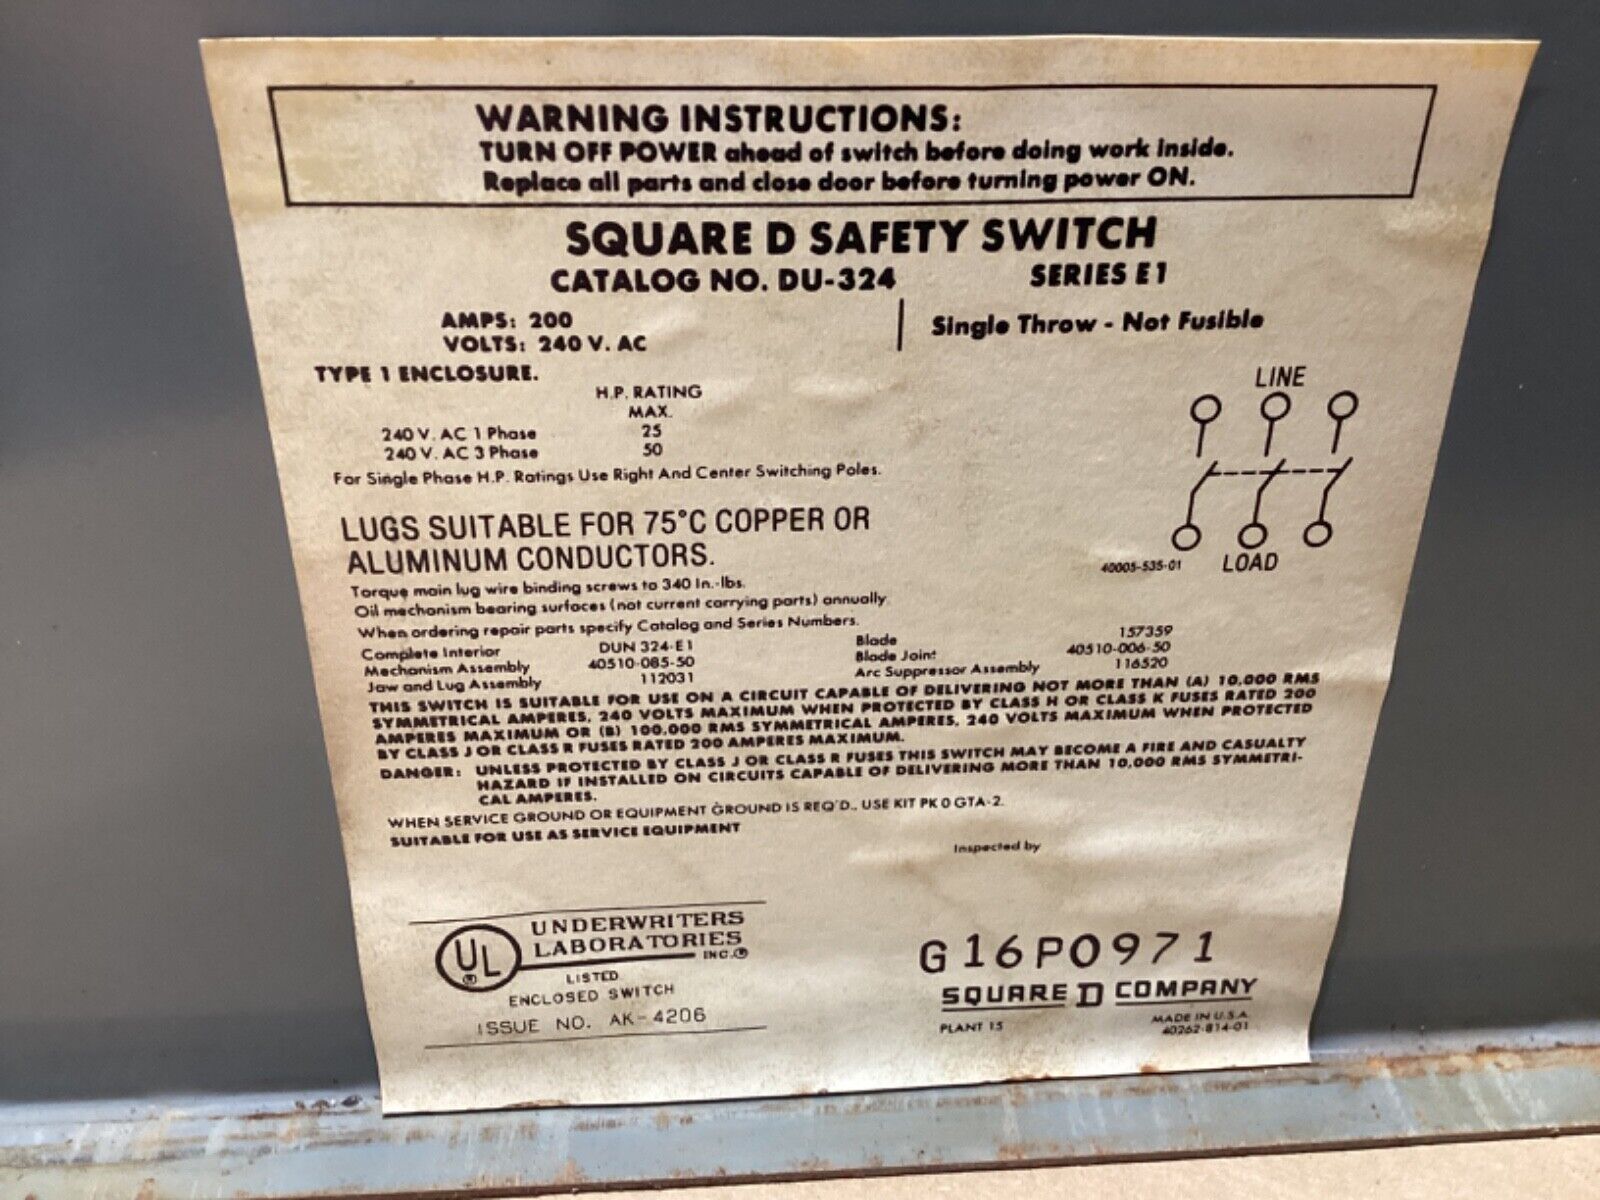 WARNING INSTRUCTIONS:
TURN OFF POWER ahead of switch before doing work inside.
Replace all parts and close door before turning power ON.
SQUARE D SAFETY SWITCH
CATALOG NO. DU-324 SERIES E1
AMPS: 200
VOLTS: 240 V. AC
Single Throw - Not Fusible
TYPE 1 ENCLOSURE.
H.P. RATING
MAX.
240 V. AC 1 Phase 25
240 V. AC 3 Phase 50
For Single Phase H.P. Ratings Use Right And Center Switching Poles.
LINE
LOAD
40005-535-01
LUGS SUITABLE FOR 75°C COPPER OR
ALUMINUM CONDUCTORS.
Torque main lug wire binding screws to 340 In.-lbs.
Oil mechanism bearing surfaces (not current carrying parts) annually.
When ordering repair parts specify Catalog and Series Numbers.
Complete Interior DUN 324-E1
Mechanism Assembly 40510-085-50
Jaw and Lug Assembly 112031
Blade 157359
Blade Joint 40510-006-50
Arc Suppressor Assembly 116520
THIS SWITCH IS SUITABLE FOR USE ON A CIRCUIT CAPABLE OF DELIVERING NOT MORE THAN (A) 10,000 RMS
SYMMETRICAL AMPERES, 240 VOLTS MAXIMUM WHEN PROTECTED BY CLASS H OR CLASS K FUSES RATED 200
AMPERES MAXIMUM OR (B) 100,000 RMS SYMMETRICAL AMPERES, 240 VOLTS MAXIMUM WHEN PROTECTED
BY CLASS J OR CLASS R FUSES RATED 200 AMPERES MAXIMUM.
DANGER: UNLESS PROTECTED BY CLASS J OR CLASS R FUSES THIS SWITCH MAY BECOME A FIRE AND CASUALTY
HAZARD IF INSTALLED ON CIRCUITS CAPABLE OF DELIVERING MORE THAN 10,000 RMS SYMMETRI-
CAL AMPERES.
WHEN SERVICE GROUND OR EQUIPMENT GROUND IS REQ'D., USE KIT PK 0 GTA-2.
SUITABLE FOR USE AS SERVICE EQUIPMENT
Inspected by
UL ®
UNDERWRITERS
LABORATORIES
INC.®
LISTED
ENCLOSED SWITCH
ISSUE NO. AK-4206
G16P0971
SQUARE D COMPANY
PLANT 15
MADE IN U.S.A.
40262-814-01